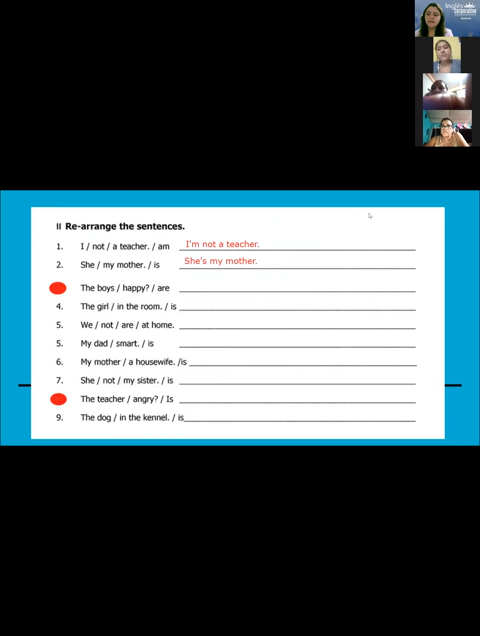 Inglés
Corporativo
II Re-arrange the sentences.
1. I / not / a teacher. / am I'm not a teacher.
2. She / my mother. / is She's my mother.
The boys / happy? / are
4. The girl / in the room. / is
5. We / not / are / at home.
5. My dad / smart. / is
6. My mother / a housewife. /is
7. She / not / my sister. / is
The teacher / angry? / Is
9. The dog / in the kennel. / is